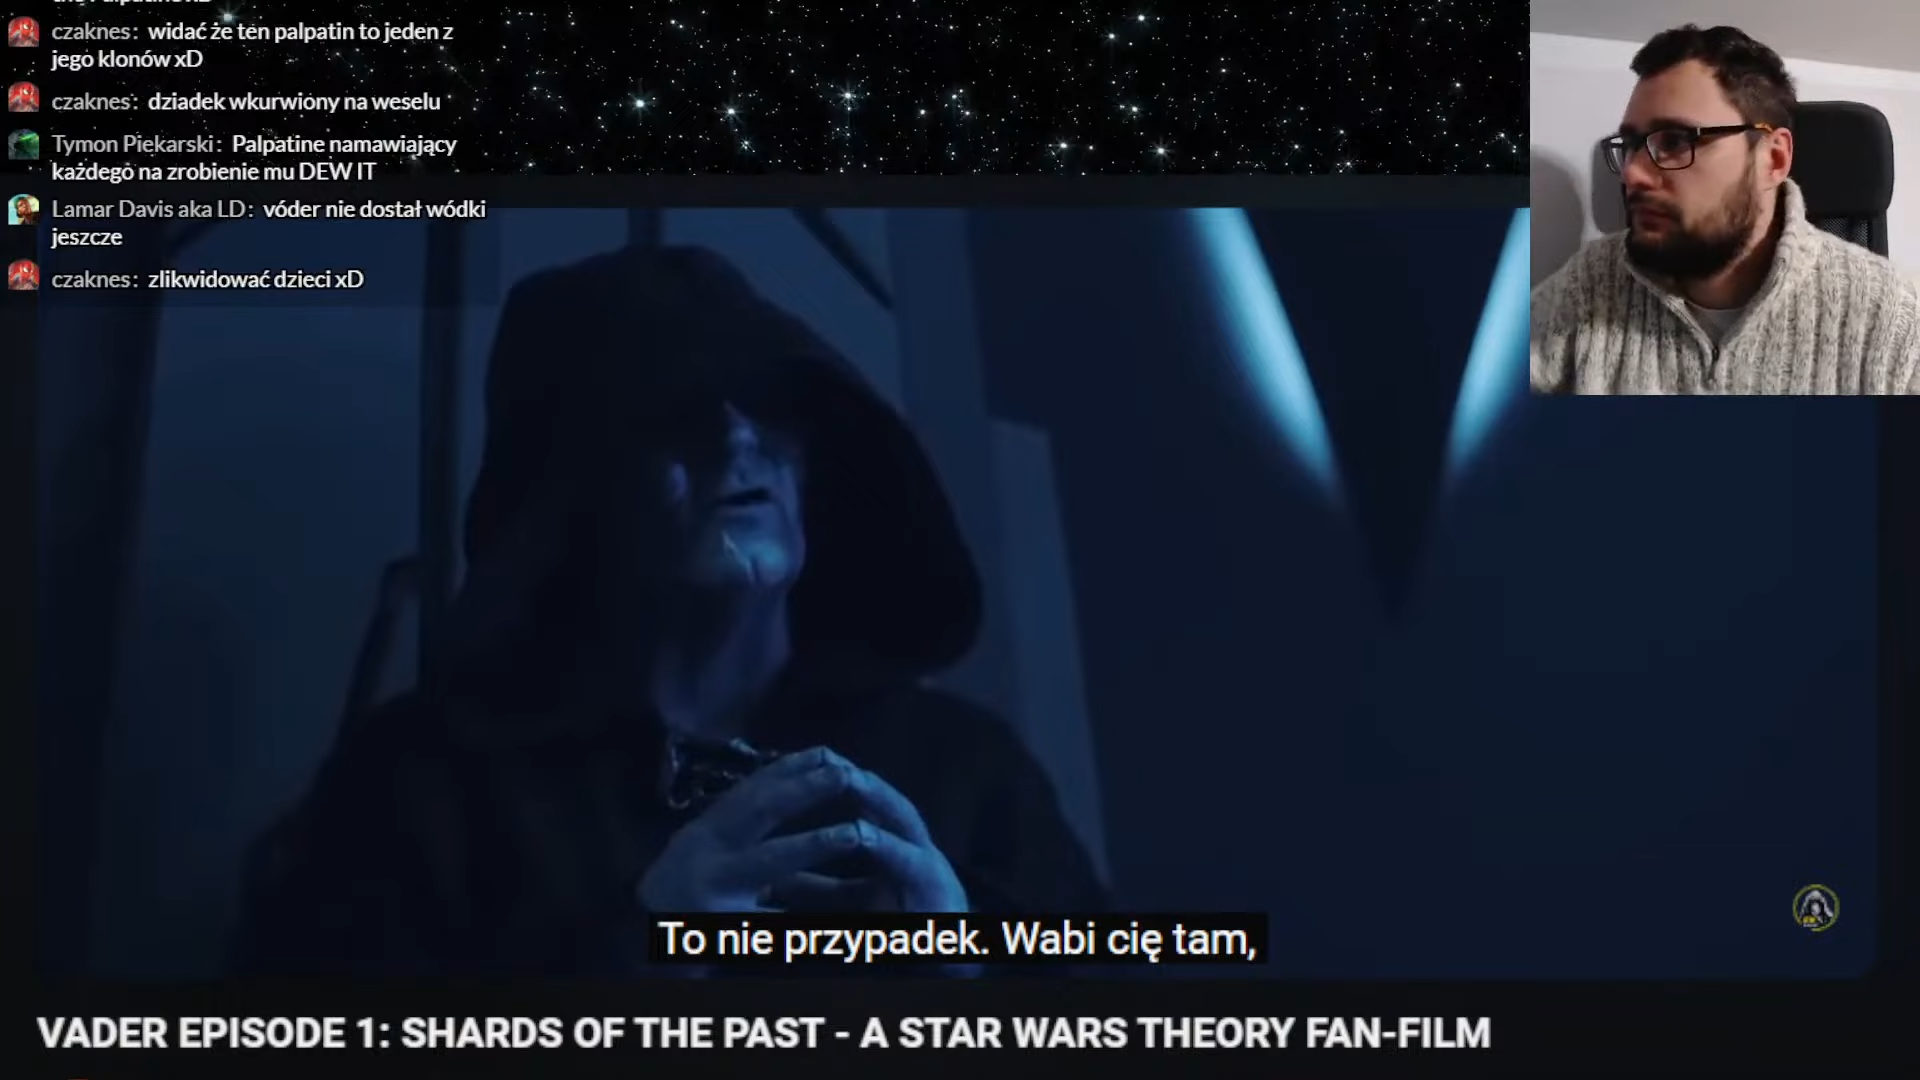 czaknes: widać że ten palpatin to jeden z
jego klonów xD
czaknes: dziadek wkurwiony na weselu
Tymon Piekarski: Palpatine namawiający
każdego na zrobienie mu DEW IT
Lamar Davis aka LD: vóder nie dostał wódki
jeszcze
czaknes: zlikwidować dzieci xD
To nie przypadek. Wabi cię tam,
VADER EPISODE 1: SHARDS OF THE PAST - A STAR WARS THEORY FAN-FILM